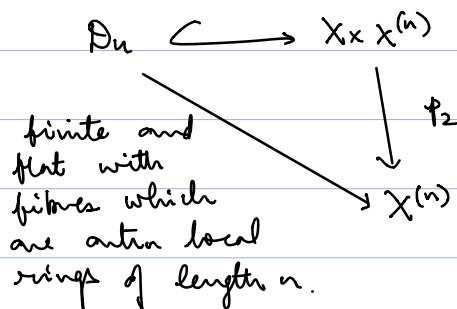 Dn ↪ X × X^(n)
p₂
X^(n)
finite and
flat with
fibres which
are artin local
rings of length n.